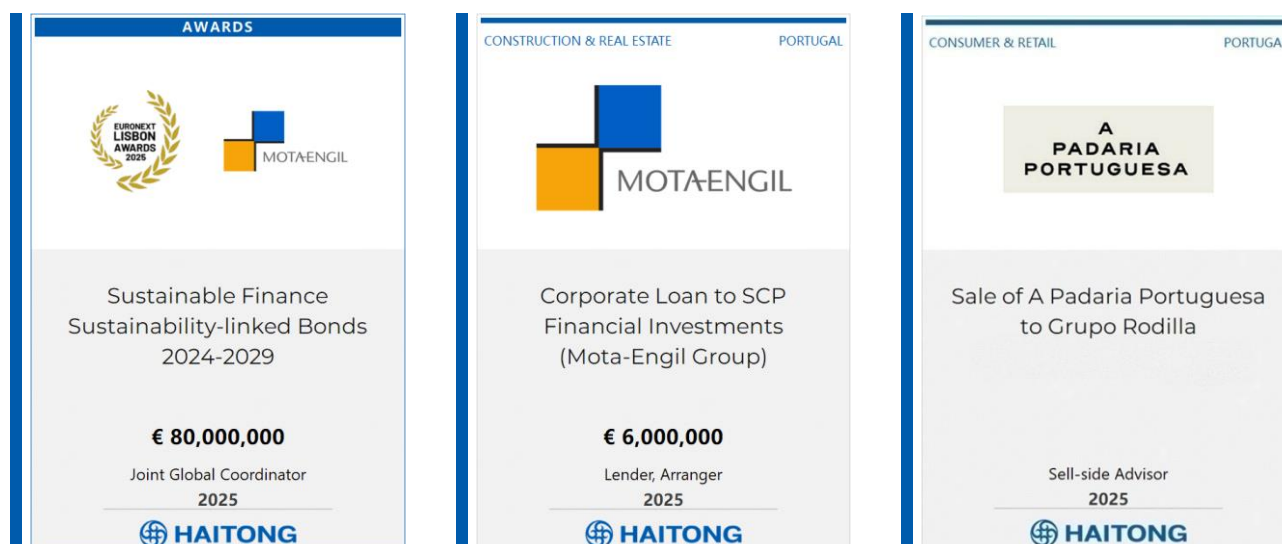 AWARDS
EURONEXT
LISBON
AWARDS
2025
MOTA-ENGIL
Sustainable Finance
Sustainability-linked Bonds
2024-2029
€ 80,000,000
Joint Global Coordinator
2025
HAITONG
CONSTRUCTION & REAL ESTATE PORTUGAL
MOTA-ENGIL
Corporate Loan to SCP
Financial Investments
(Mota-Engil Group)
€ 6,000,000
Lender, Arranger
2025
HAITONG
CONSUMER & RETAIL PORTUGA
A
PADARIA
PORTUGUESA
Sale of A Padaria Portuguesa
to Grupo Rodilla
Sell-side Advisor
2025
HAITONG